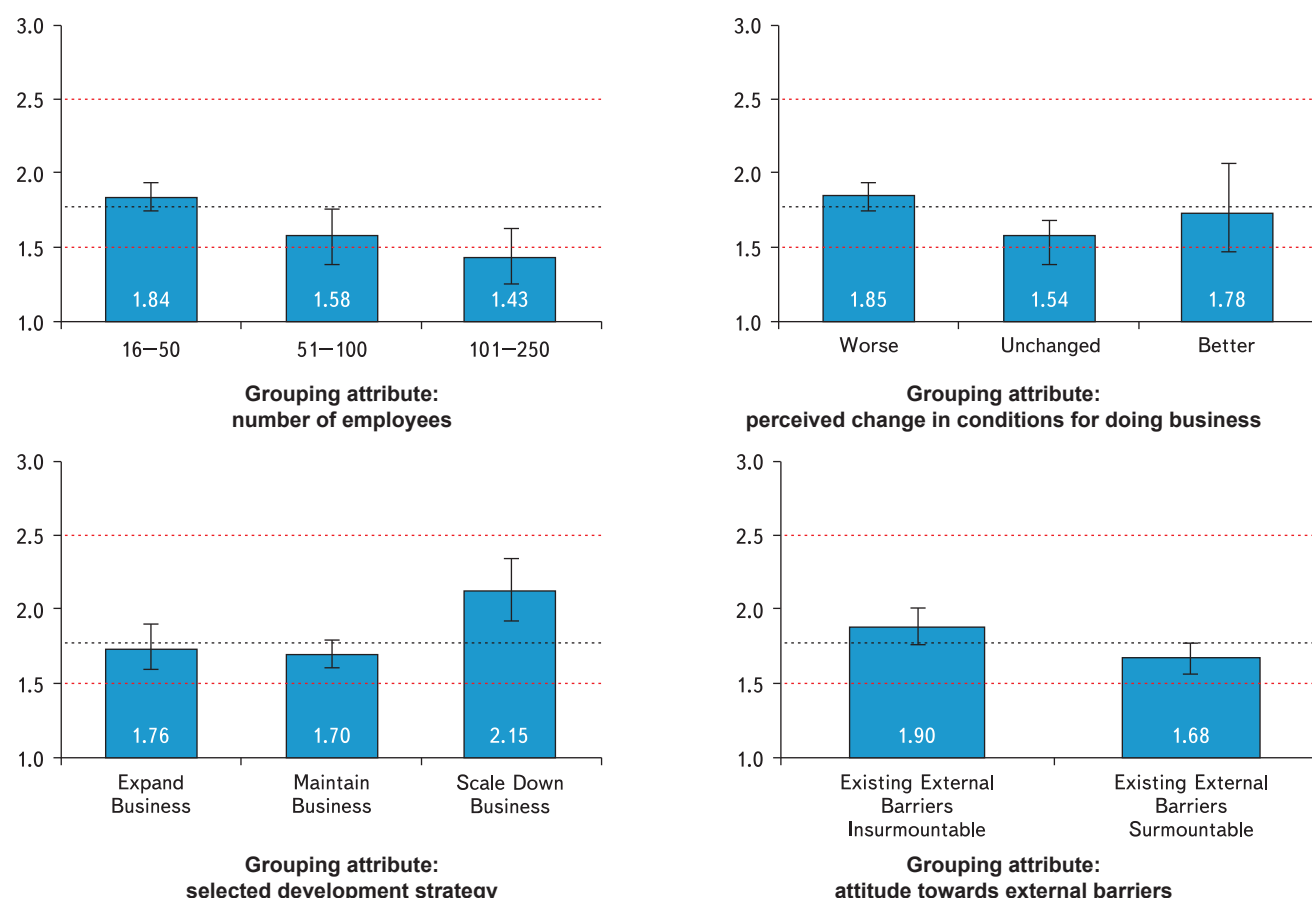 3.0
2.5
2.0
1.5
1.0
1.84
1.58
1.43
16—50
51—100
101—250
Grouping attribute:
number of employees
3.0
2.5
2.0
1.5
1.0
1.85
1.54
1.78
Worse
Unchanged
Better
Grouping attribute:
perceived change in conditions for doing business
3.0
2.5
2.0
1.5
1.0
1.76
1.70
2.15
Expand
Business
Maintain
Business
Scale Down
Business
Grouping attribute:
selected development strategy
3.0
2.5
2.0
1.5
1.0
1.90
1.68
Existing External
Barriers
Insurmountable
Existing External
Barriers
Surmountable
Grouping attribute:
attitude towards external barriers